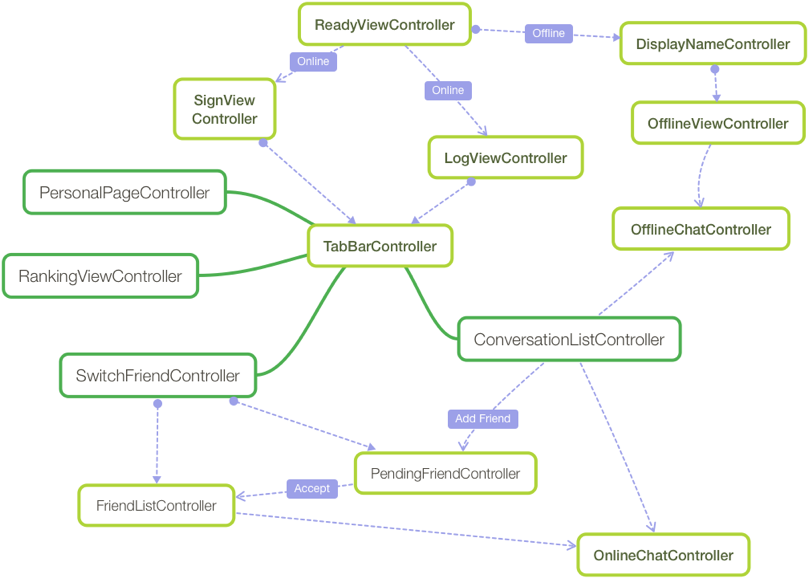 ReadyViewController
Offline
DisplayNameController
Online
Online
SignView
Controller
OfflineViewController
LogViewController
PersonalPageController
OfflineChatController
TabBarController
RankingViewController
ConversationListController
SwitchFriendController
Add Friend
PendingFriendController
Accept
FriendListController
OnlineChatController